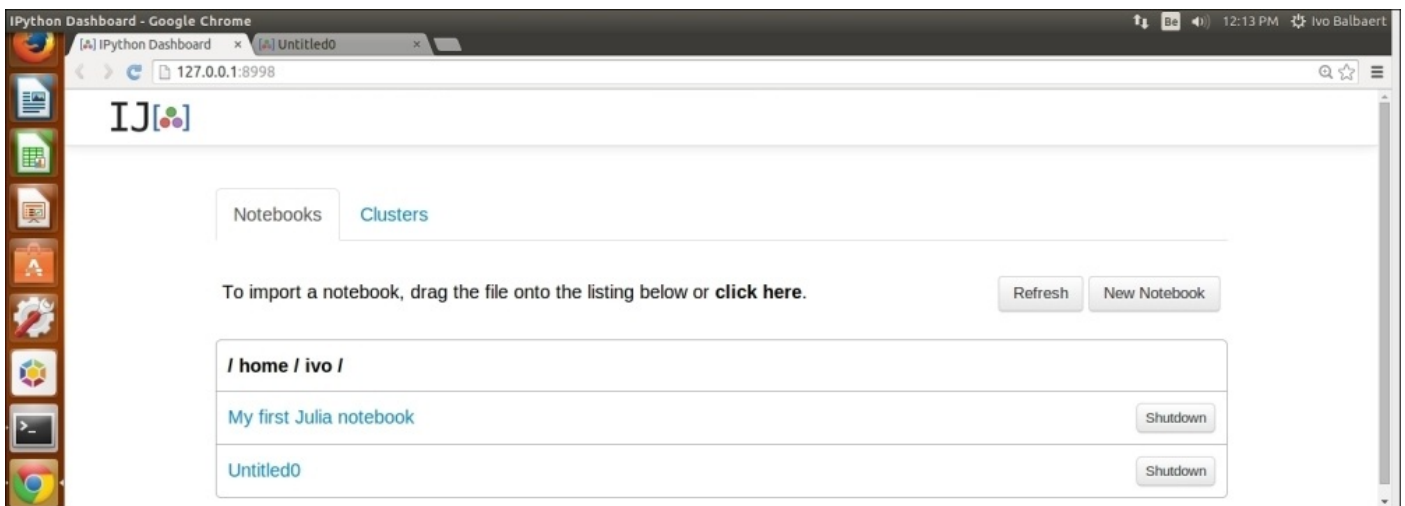 IPython Dashboard - Google Chrome
Be 12:13 PM Ivo Balbaert
IPython Dashboard × Untitled0 ×
127.0.0.1:8998
IJ[]
Notebooks Clusters
To import a notebook, drag the file onto the listing below or click here. Refresh New Notebook
/ home / ivo /
My first Julia notebook Shutdown
Untitled0 Shutdown